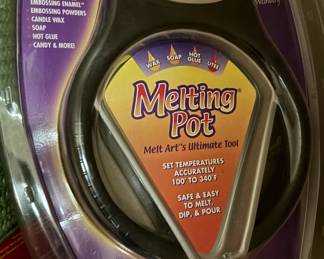 EMBOSSING ENAMEL™
• EMBOSSING POWDERS
• CANDLE WAX
• SOAP
• HOT GLUE
• CANDY & MORE!
WAX
SOAP
HOT
GLUE
UTEE
Melting
Pot
Melt Art™'s Ultimate Tool
SET TEMPERATURES
ACCURATELY
100° TO 340°F
SAFE & EASY
TO MELT,
DIP, & POUR